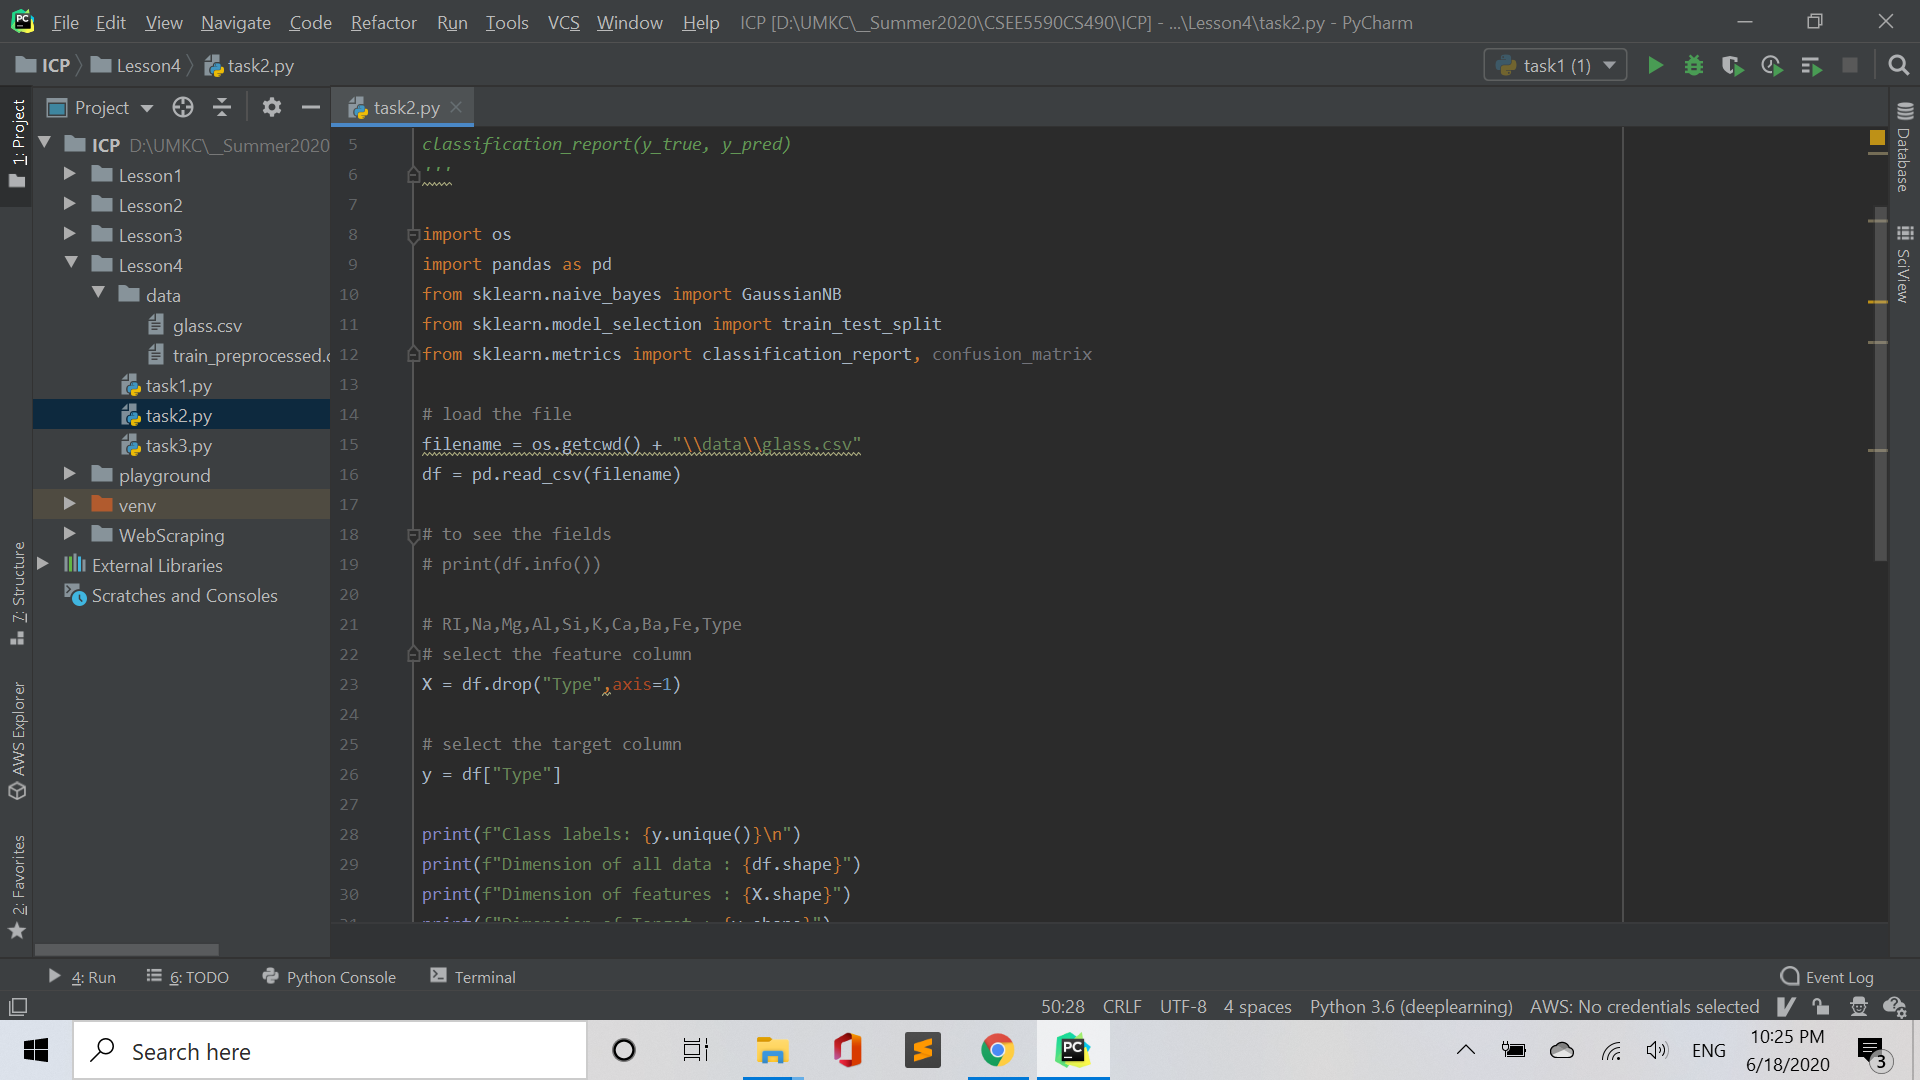 PC File Edit View Navigate Code Refactor Run Tools VCS Window Help ICP [D:\UMKC\__Summer2020\CSEE5590CS490\ICP] - ...\Lesson4\task2.py - PyCharm
ICP Lesson4 task2.py task1 (1)
1: Project
7: Structure
AWS Explorer
2: Favorites
Project
ICP D:\UMKC\__Summer2020
Lesson1
Lesson2
Lesson3
Lesson4
data
glass.csv
train_preprocessed.c
task1.py
task2.py
task3.py
playground
venv
WebScraping
External Libraries
Scratches and Consoles
task2.py
5 classification_report(y_true, y_pred)
6 '''
7
8 import os
9 import pandas as pd
10 from sklearn.naive_bayes import GaussianNB
11 from sklearn.model_selection import train_test_split
12 from sklearn.metrics import classification_report, confusion_matrix
13
14 # load the file
15 filename = os.getcwd() + "\\data\\glass.csv"
16 df = pd.read_csv(filename)
17
18 # to see the fields
19 # print(df.info())
20
21 # RI,Na,Mg,Al,Si,K,Ca,Ba,Fe,Type
22 # select the feature column
23 X = df.drop("Type",axis=1)
24
25 # select the target column
26 y = df["Type"]
27
28 print(f"Class labels: {y.unique()}\n")
29 print(f"Dimension of all data : {df.shape}")
30 print(f"Dimension of features : {X.shape}")
31 print(f"Dimension of Target : {y.shape}")
Database
SciView
4: Run 6: TODO Python Console Terminal Event Log
50:28 CRLF UTF-8 4 spaces Python 3.6 (deeplearning) AWS: No credentials selected
Search here
PC
ENG
10:25 PM
6/18/2020
3